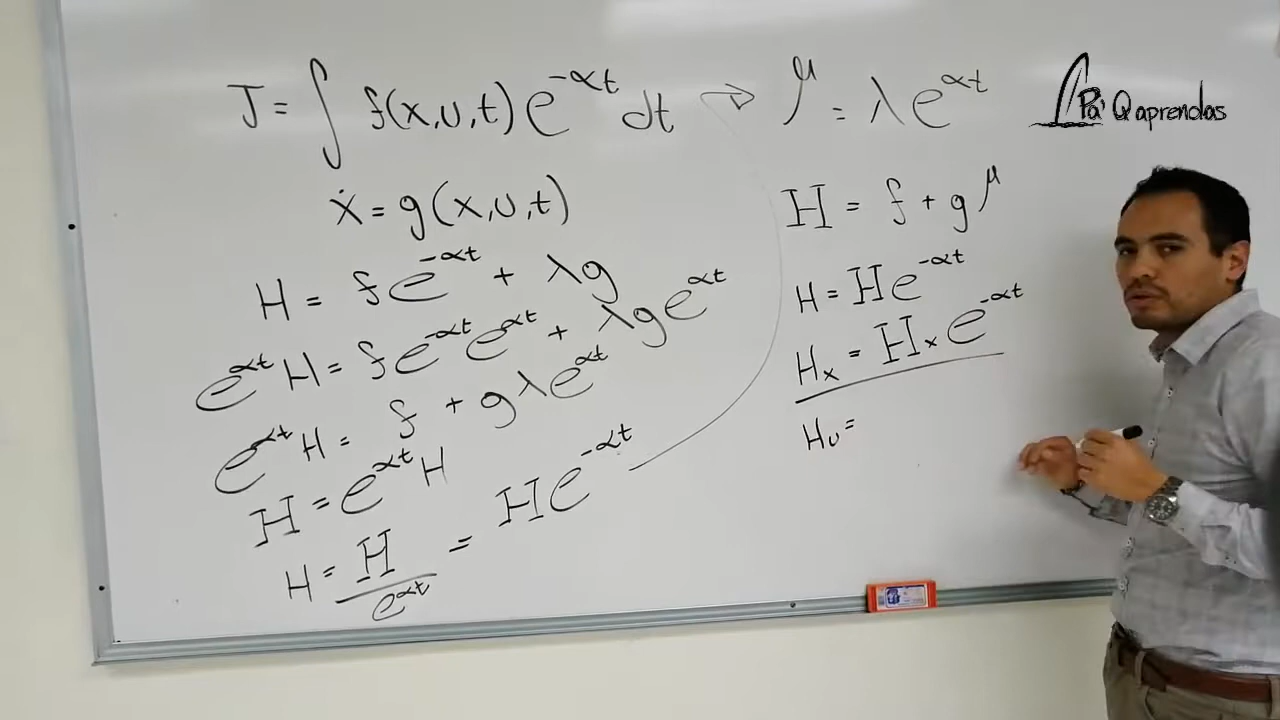 J = ∫ f(x,u,t) e^{-αt} dt ⇒ μ = λe^{αt}
ẋ = g(x,u,t)
H = fe^{-αt} + λg
e^{αt} H = fe^{-αt}e^{αt} + λge^{αt}
e^{αt} H = f + gλe^{αt}
ℍ = e^{αt} H
H = ℍ/e^{αt} = ℍe^{-αt}
ℍ = f + gμ
H = ℍe^{-αt}
H_x = ℍ_x e^{-αt}
H_u =
Pa' Q aprendas